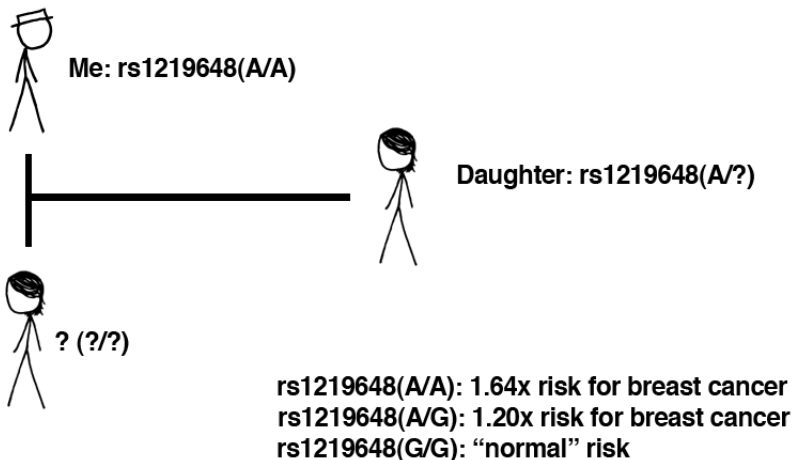 Me: rs1219648(A/A)
Daughter: rs1219648(A/?)
? (?/?)
rs1219648(A/A): 1.64x risk for breast cancer
rs1219648(A/G): 1.20x risk for breast cancer
rs1219648(G/G): “normal” risk